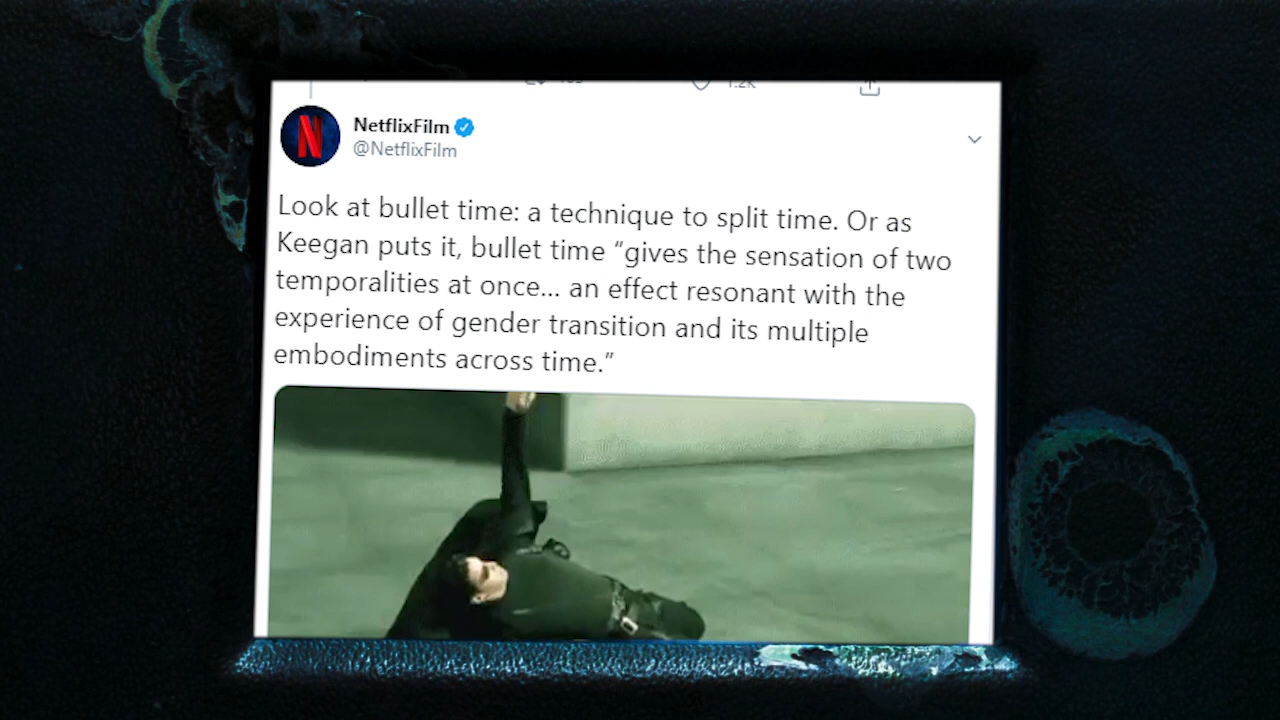 1.2K
NetflixFilm
@NetflixFilm
Look at bullet time: a technique to split time. Or as
Keegan puts it, bullet time “gives the sensation of two
temporalities at once... an effect resonant with the
experience of gender transition and its multiple
embodiments across time.”